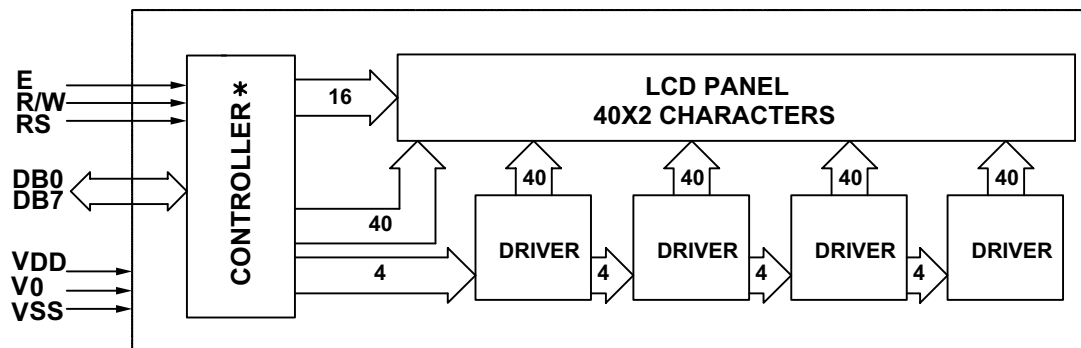 E
R/W
RS
DB0
DB7
VDD
V0
VSS
CONTROLLER*
16
40
4
LCD PANEL
40X2 CHARACTERS
40
40
40
40
DRIVER
4
DRIVER
4
DRIVER
4
DRIVER